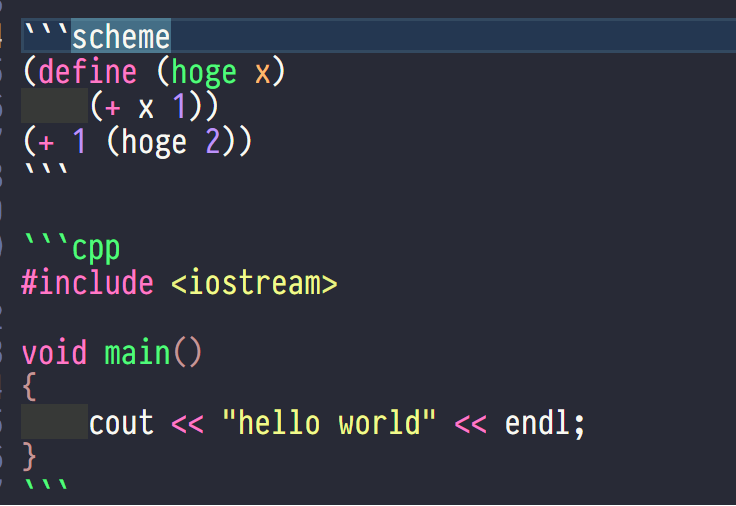 ```scheme
(define (hoge x)
    (+ x 1))
(+ 1 (hoge 2))
```

```cpp
#include <iostream>

void main()
{
    cout << "hello world" << endl;
}
```